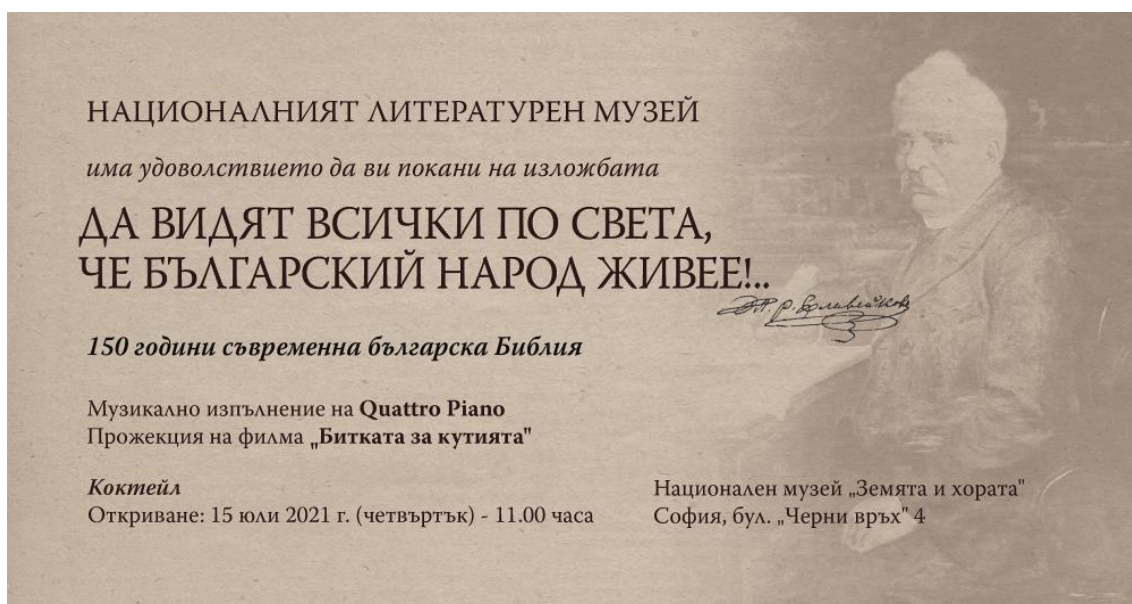 НАЦИОНАЛНИЯТ ЛИТЕРАТУРЕН МУЗЕЙ
има удоволствието да ви покани на изложбата
ДА ВИДЯТ ВСИЧКИ ПО СВЕТА,
ЧЕ БЪЛГАРСКИЙ НАРОД ЖИВЕЕ!..
П. Р. Славейков
150 години съвременна българска Библия
Музикално изпълнение на Quattro Piano
Прожекция на филма „Битката за кутията"
Коктейл
Откриване: 15 юли 2021 г. (четвъртък) - 11.00 часа
Национален музей „Земята и хората"
София, бул. „Черни връх" 4